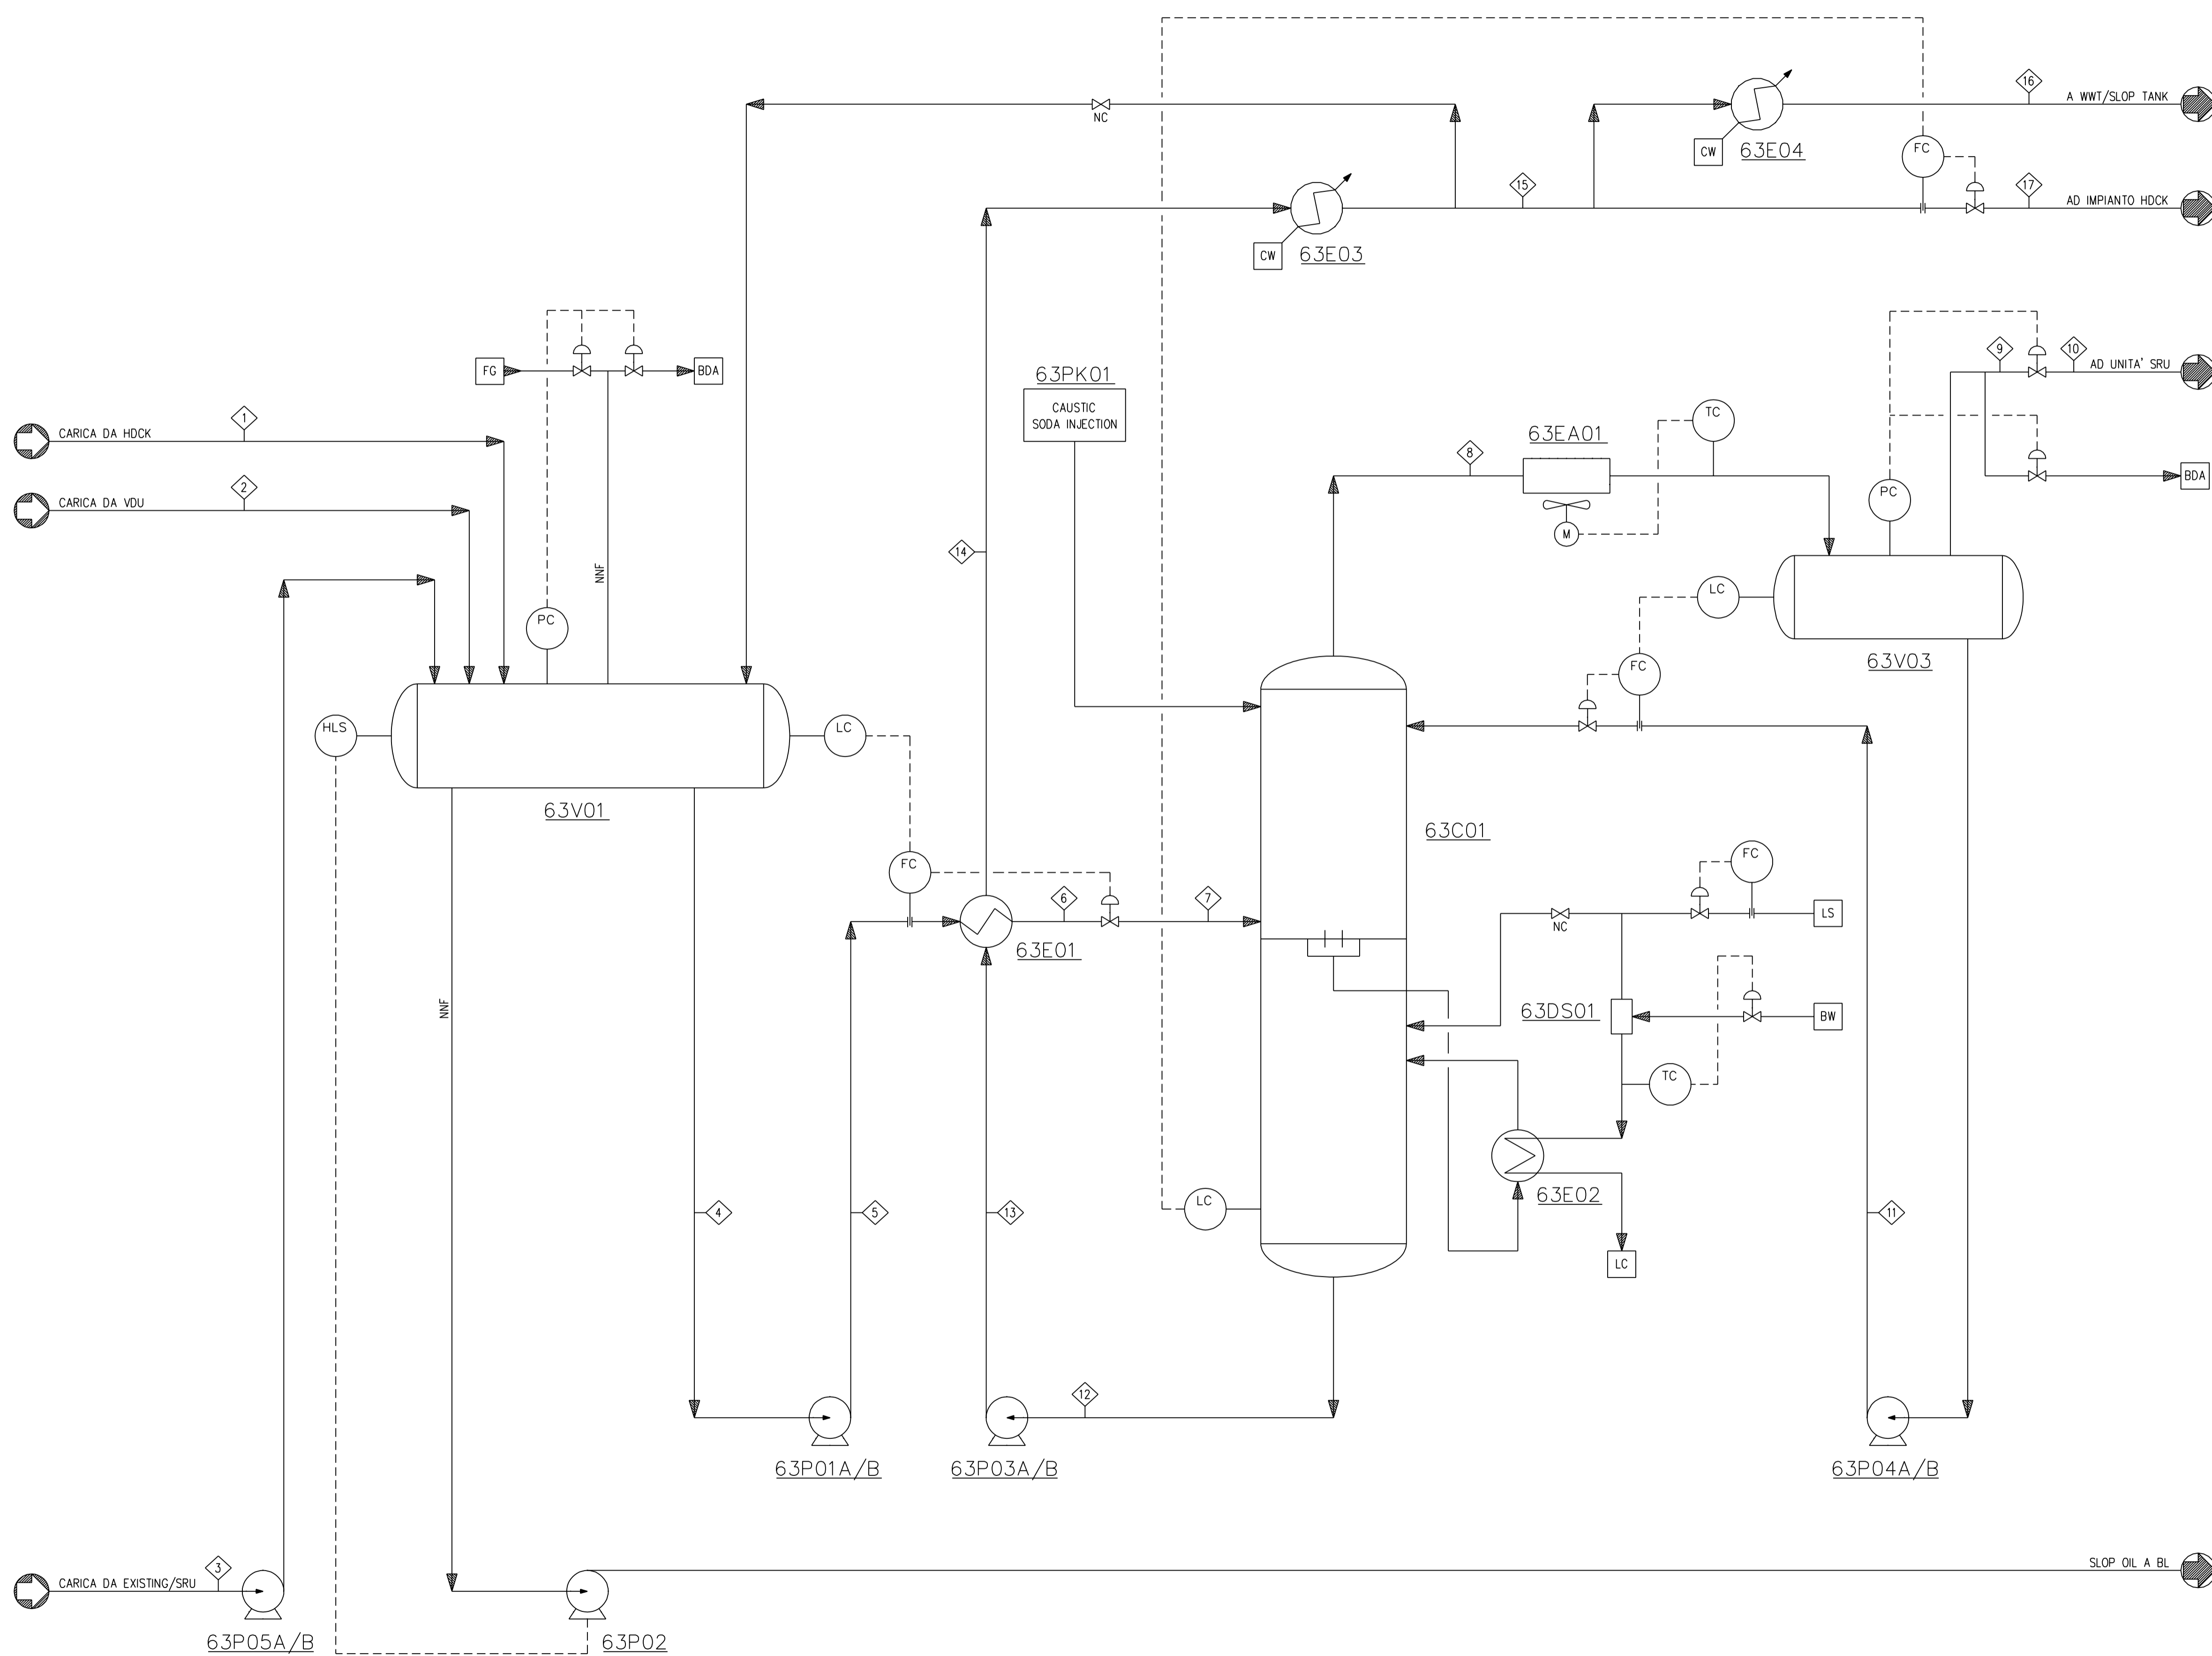 16
A WWT/SLOP TANK
NC
CW
63E04
FC
15
17
AD IMPIANTO HDCK
CW
63E03
FG
BDA
63PK01
CAUSTIC
SODA INJECTION
9
10
AD UNITA' SRU
1
CARICA DA HDCK
TC
63EA01
8
BDA
2
CARICA DA VDU
PC
M
14
NNF
LC
PC
63V03
FC
HLS
LC
63V01
63C01
FC
FC
6
7
LS
NC
63E01
NNF
63DS01
BW
TC
63E02
LC
4
5
13
11
LC
12
63P01A/B
63P03A/B
63P04A/B
SLOP OIL A BL
3
CARICA DA EXISTING/SRU
63P05A/B
63P02